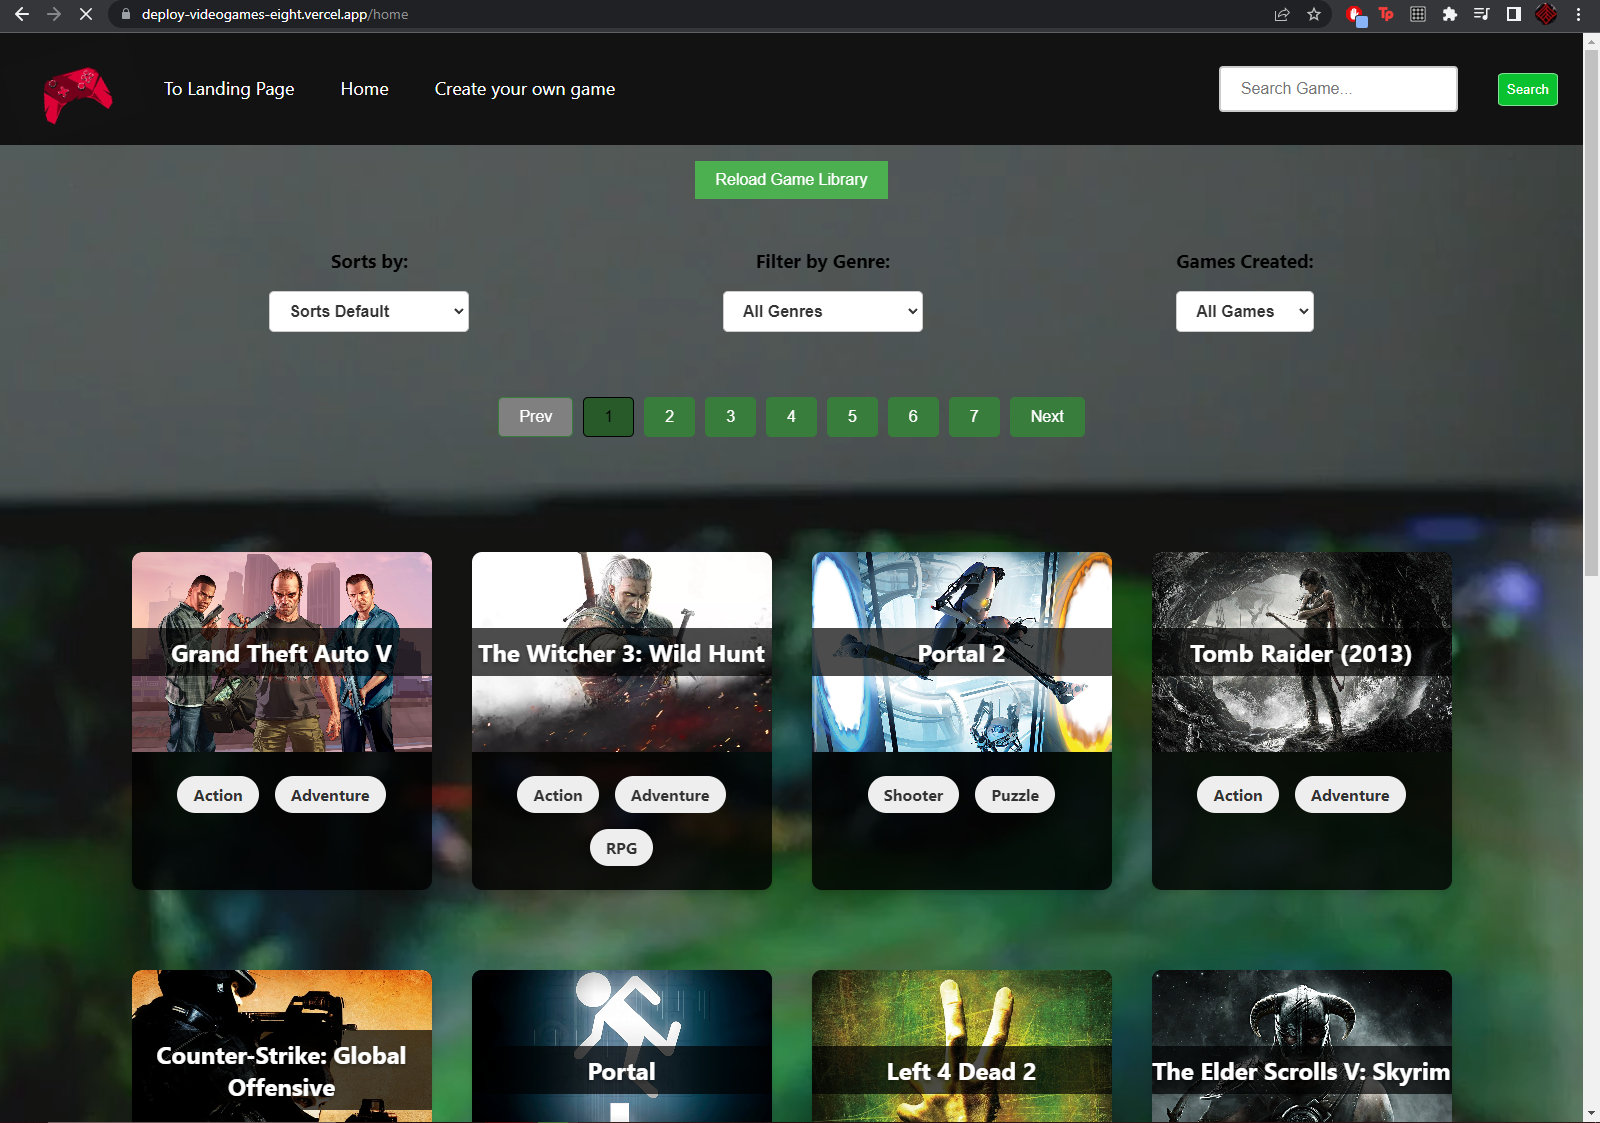 deploy-videogames-eight.vercel.app/home
Tp
To Landing Page
Home
Create your own game
Search Game...
Search
Reload Game Library
Sorts by:
Filter by Genre:
Games Created:
Sorts Default
All Genres
All Games
Prev
1
2
3
4
5
6
7
Next
Grand Theft Auto V
The Witcher 3: Wild Hunt
Portal 2
Tomb Raider (2013)
Action
Adventure
Action
Adventure
RPG
Shooter
Puzzle
Action
Adventure
Counter-Strike: Global
Offensive
Portal
Left 4 Dead 2
The Elder Scrolls V: Skyrim